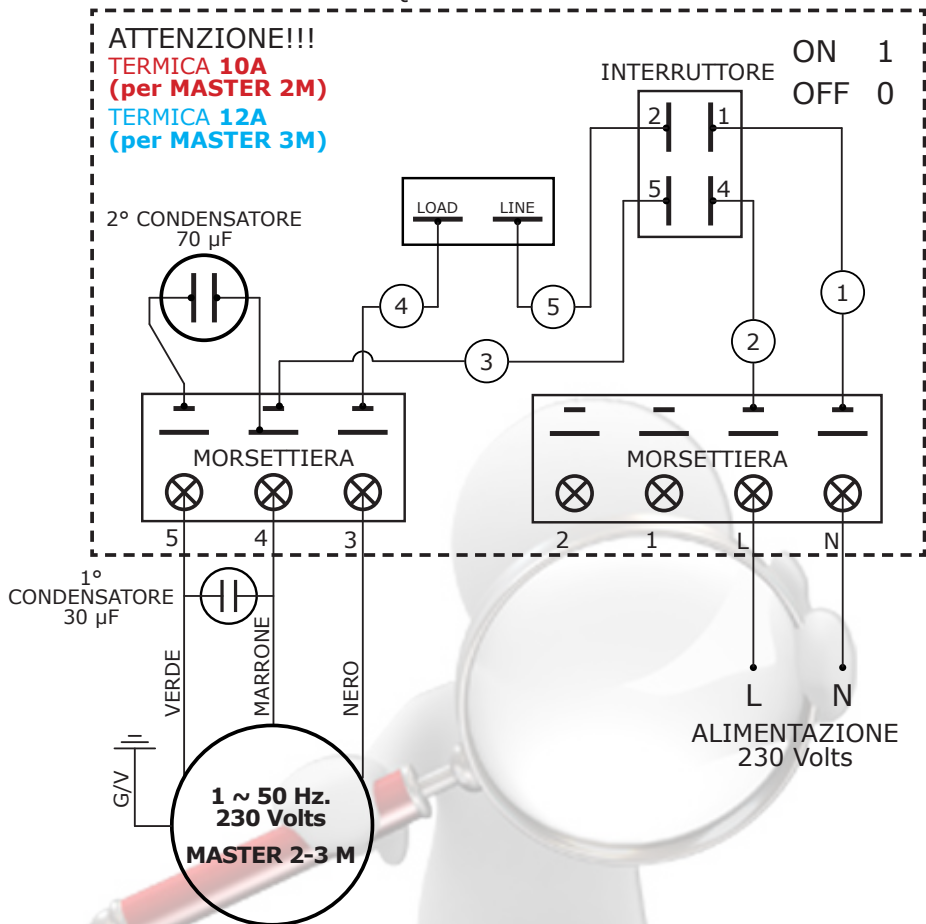 ATTENZIONE!!!
TERMICA 10A
(per MASTER 2M)
TERMICA 12A
(per MASTER 3M)
ON 1
OFF 0
INTERRUTTORE
2 1
5 4
LOAD LINE
2° CONDENSATORE
70 µF
4
5
1
2
3
MORSETTIERA
MORSETTIERA
5 4 3
2 1 L N
1°
CONDENSATORE
30 µF
VERDE
MARRONE
NERO
G/V
L N
ALIMENTAZIONE
230 Volts
1 ~ 50 Hz.
230 Volts
MASTER 2-3 M